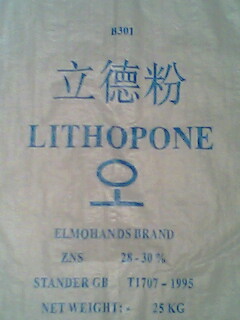 B301
立德粉
LITHOPONE
ELMOHANDS BRAND
ZNS 28-30%
STANDER GB T1707-1995
NET WEIGHT:- 25 KG